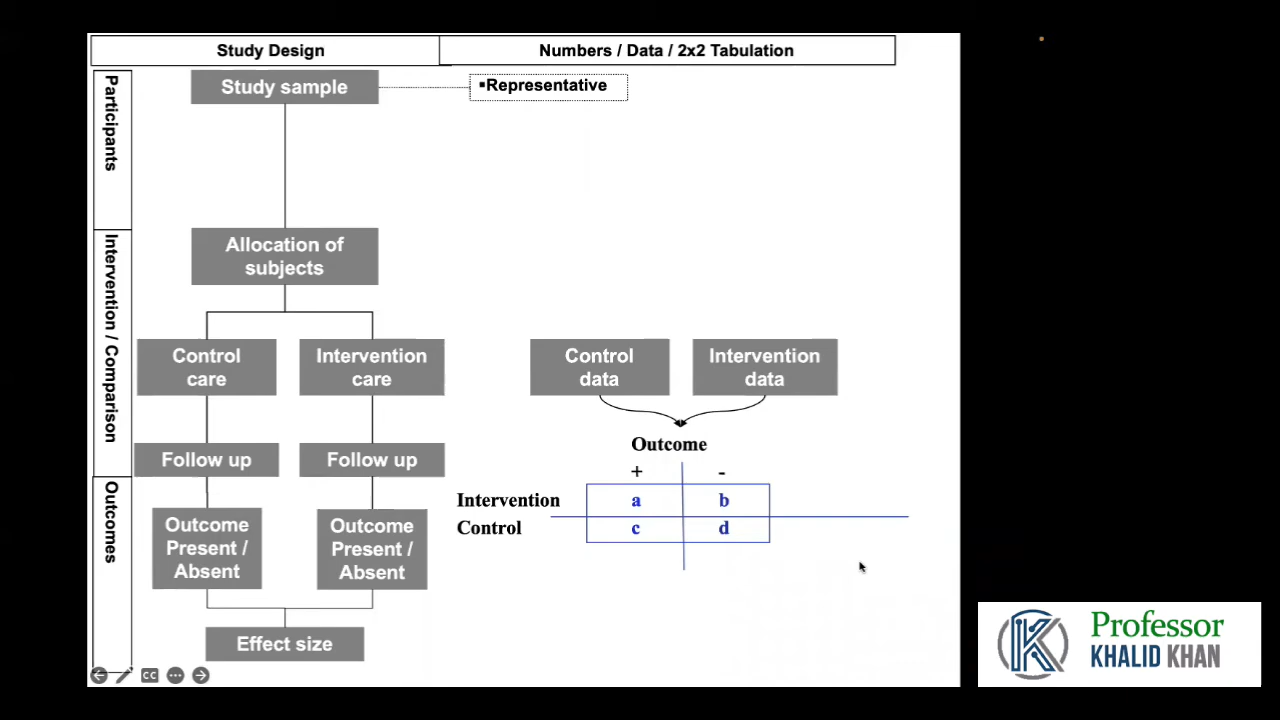 Study Design
Numbers / Data / 2x2 Tabulation
Participants
Study sample
▪Representative
Intervention / Comparison
Allocation of
subjects
Control
care
Intervention
care
Control
data
Intervention
data
Follow up
Follow up
Outcome
+ -
Intervention a b
Control c d
Outcomes
Outcome
Present /
Absent
Outcome
Present /
Absent
Effect size
CC
Professor
KHALID KHAN